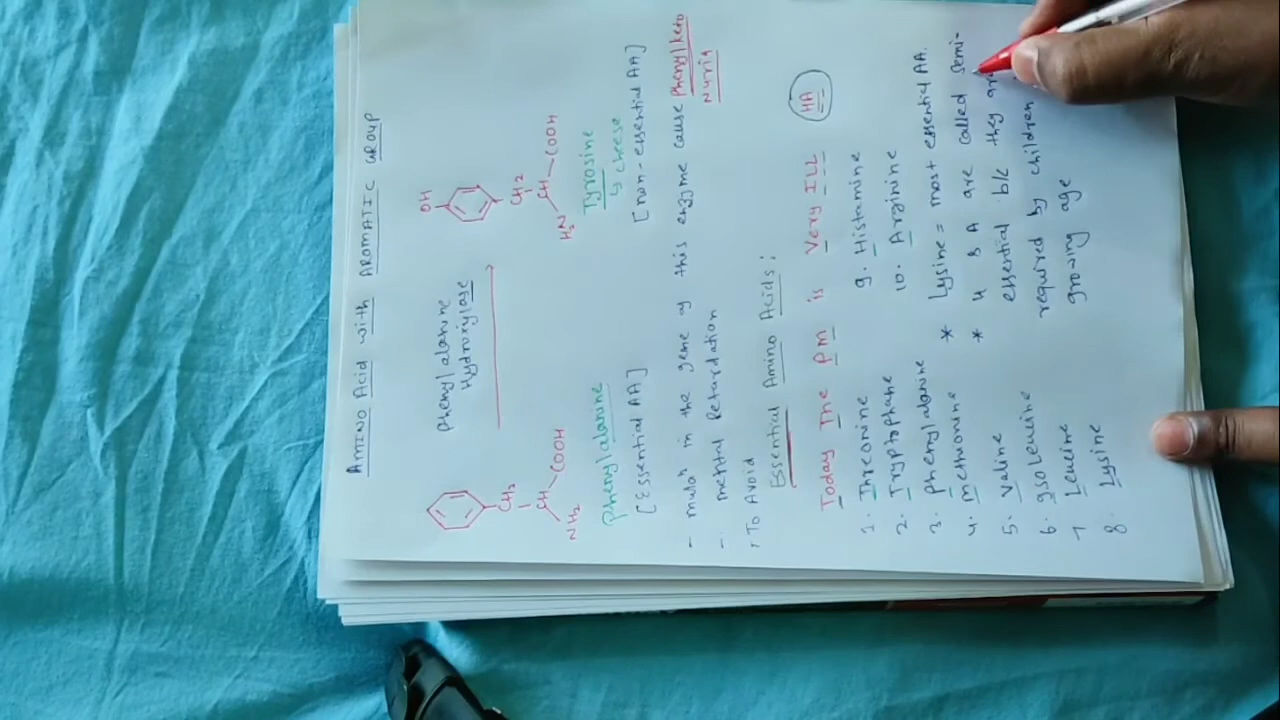 AMINO Acid with AROMATIC GROUP
Phenylalanine
Hydroxylase
OH
CH2
CH2
CH
COOH
CH
COOH
NH2
H2N
Phenylalanine
Tyrosine
↳ cheese
[Essential AA]
[non-essential AA]
- mutn in the gene of this enzyme cause Phenylketo
Nuria
- mental Retardation
To Avoid
Essential Amino Acids:
Today The PM is Very ILL
HA
1. Threonine
2. Tryptophane
3. Phenylalanine
4. Methionine
5. Valine
6. Isoleucine
7 Leucine
8. Lysine
9. Histamine
10. Arginine
* Lysine = most essential AA.
* H & A are called semi-
essential b/c they are
required by children
growing age